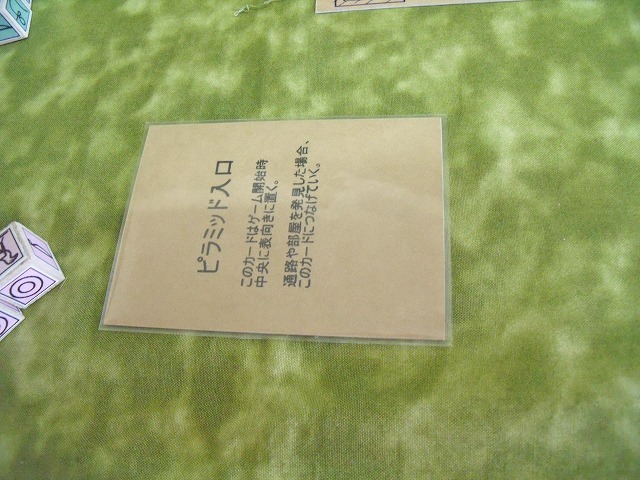 ピラミッド入口
このカードはゲーム開始時
中央に表向きに置く。
通路や部屋を発見した場合、
このカードにつなげていく。